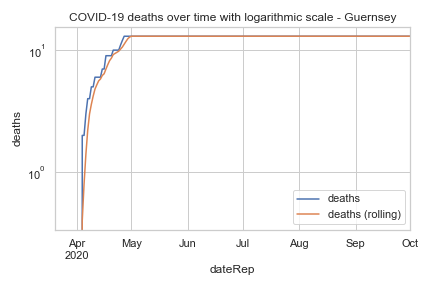 COVID-19 deaths over time with logarithmic scale - Guernsey
10¹
10⁰
deaths
deaths
deaths (rolling)
Apr May Jun Jul Aug Sep Oct
2020
dateRep